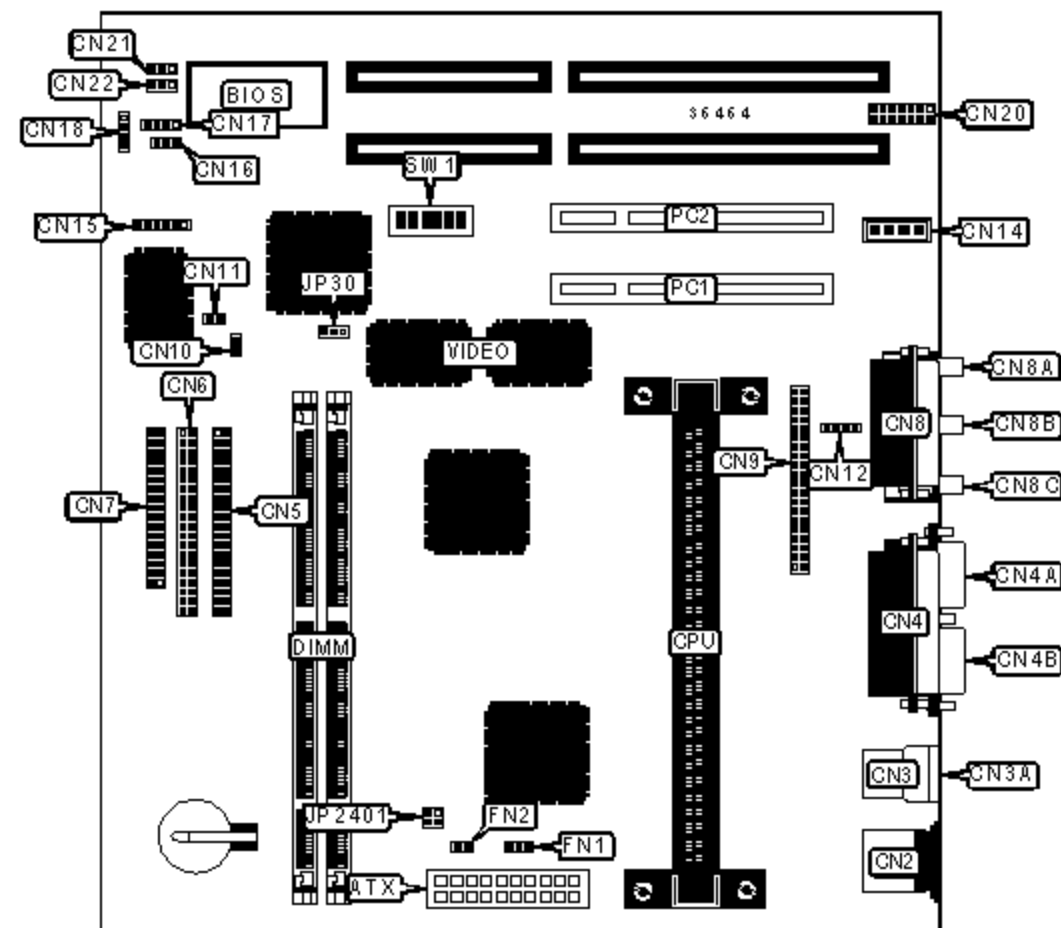 CN21
CN22
BIOS
36464
CN20
CN18
CN17
CN16
SW1
CN15
PC2
CN14
CN11
JP30
PC1
CN10
VIDEO
CN8A
CN6
CN8
CN8B
CN9
CN12
CN8C
CN7
CN5
CN4A
CN4
DIMM
CPU
CN4B
CN3
CN3A
JP2401
FN2
FN1
CN2
ATX